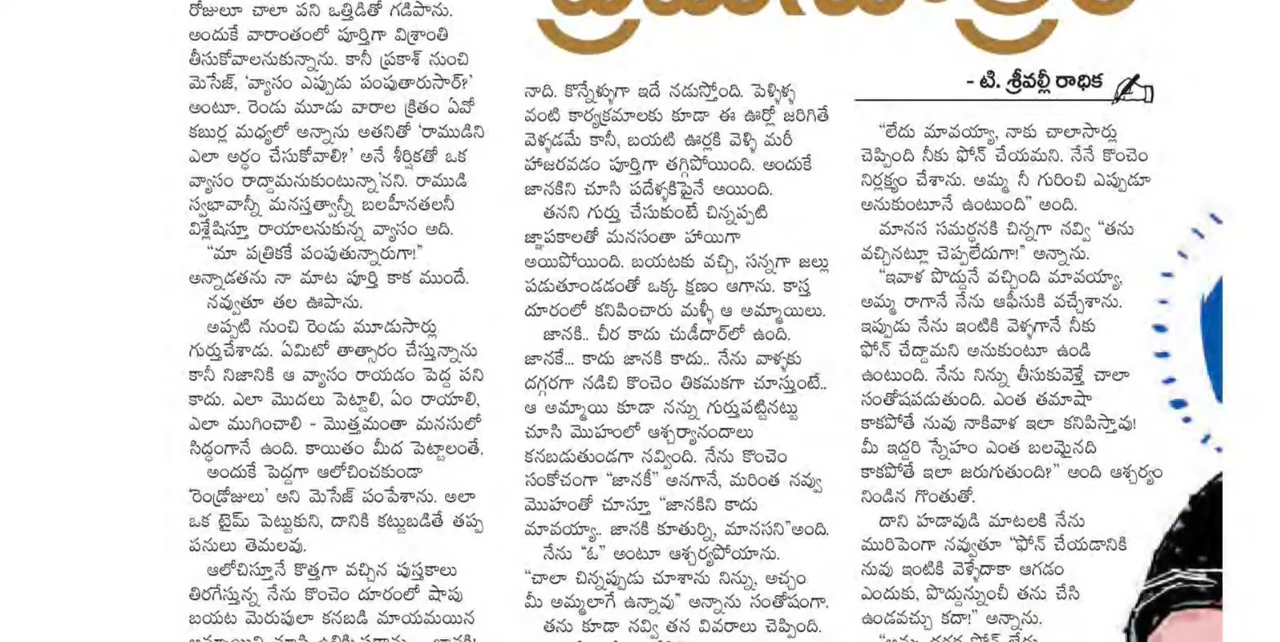 రోజులూ చాలా పని ఒత్తిడితో గడిపాను.
అందుకే వారాంతంలో పూర్తిగా విశ్రాంతి
తీసుకోవాలనుకున్నాను. కానీ ప్రకాశ్ నుంచి
మెసేజ్, 'వ్యాసం ఎప్పుడు పంపుతారుసార్?'
అంటూ. రెండు మూడు వారాల క్రితం ఏవో
కబుర్ల మధ్యలో అన్నాను అతనితో 'రాముడిని
ఎలా అర్థం చేసుకోవాలి?' అనే శీర్షికతో ఒక
వ్యాసం రాద్దామనుకుంటున్నా'నని. రాముడి
స్వభావాన్నీ మనస్తత్వాన్నీ బలహీనతలనీ
విశ్లేషిస్తూ రాయాలనుకున్న వ్యాసం అది.
"మా పత్రికకే పంపుతున్నారుగా!"
అన్నాడతను నా మాట పూర్తి కాక ముందే.
నవ్వుతూ తల ఊపాను.
అప్పటి నుంచి రెండు మూడుసార్లు
గుర్తుచేశాడు. ఏమిటో తాత్సారం చేస్తున్నాను
కానీ నిజానికి ఆ వ్యానం రాయడం పెద్ద పని
కాదు. ఎలా మొదలు పెట్టాలి, ఏం రాయాలి,
ఎలా ముగించాలి - మొత్తమంతా మనసులో
సిద్ధంగానే ఉంది. కాయితం మీద పెట్టాలంతే.
అందుకే పెద్దగా ఆలోచించకుండా
'రెండ్రోజులు' అని మెసేజ్ పంపేశాను. అలా
ఒక టైమ్ పెట్టుకుని, దానికి కట్టుబడితే తప్ప
పనులు తెమలవు.
ఆలోచిస్తూనే కొత్తగా వచ్చిన పుస్తకాలు
తిరగేస్తున్న నేను కొంచెం దూరంలో షాపు
బయట మెరుపులా కనబడి మాయమయిన
నాది. కొన్నేళ్ళుగా ఇదే నడుస్తోంది. పెళ్ళిళ్ళ
వంటి కార్యక్రమాలకు కూడా ఈ ఊర్లో జరిగితే
వెళ్ళడమే కానీ, బయటి ఊర్లకి వెళ్ళి మరీ
హాజరవడం పూర్తిగా తగ్గిపోయింది. అందుకే
జానకిని చూసి పదేళ్ళకిపైనే అయింది.
తనని గుర్తు చేసుకుంటే చిన్నప్పటి
జ్ఞాపకాలతో మనసంతా హాయిగా
అయిపోయింది. బయటకు వచ్చి, సన్నగా జల్లు
పడుతూండడంతో ఒక్క క్షణం ఆగాను. కాస్త
దూరంలో కనిపించారు మళ్ళీ ఆ అమ్మాయిలు.
జానకి.. చీర కాదు చుడీదార్‌లో ఉంది.
జానకే... కాదు జానకి కాదు.. నేను వాళ్ళకు
దగ్గరగా నడిచి కొంచెం తికమకగా చూస్తుంటే..
ఆ అమ్మాయి కూడా నన్ను గుర్తుపట్టినట్టు
చూసి మొహంలో ఆశ్చర్యానందాలు
కనబడుతుండగా నవ్వింది. నేను కొంచెం
సంకోచంగా "జానకీ" అనగానే, మరింత నవ్వు
మొహంతో చూస్తూ "జానకిని కాదు
మావయ్యా. జానకి కూతుర్ని, మానసని"అంది.
నేను "ఓ" అంటూ ఆశ్చర్యపోయాను.
"చాలా చిన్నప్పుడు చూశాను నిన్ను, అచ్చం
మీ అమ్మలాగే ఉన్నావు" అన్నాను సంతోషంగా.
తను కూడా నవ్వి తన వివరాలు చెప్పింది.
- టి. శ్రీవల్లీ రాధిక
"లేదు మావయ్యా, నాకు చాలాసార్లు
చెప్పింది నీకు ఫోన్ చేయమని. నేనే కొంచెం
నిర్లక్ష్యం చేశాను. అమ్మ నీ గురించి ఎప్పుడూ
అనుకుంటూనే ఉంటుంది" అంది.
మానస సమర్థనకి చిన్నగా నవ్వి "తను
వచ్చినట్లూ చెప్పలేదుగా!" అన్నాను.
"ఇవాళ పొద్దునే వచ్చింది మావయ్యా,
అమ్మ రాగానే నేను ఆఫీసుకి వచ్చేశాను.
ఇప్పుడు నేను ఇంటికి వెళ్ళగానే నీకు
ఫోన్ చేద్దామని అనుకుంటూ ఉండి
ఉంటుంది. నేను నిన్ను తీసుకువెళ్తే చాలా
సంతోషపడుతుంది. ఎంత తమాషా
కాకపోతే నువు నాకివాళ ఇలా కనిపిస్తావు!
మీ ఇద్దరి స్నేహం ఎంత బలమైనది
కాకపోతే ఇలా జరుగుతుంది?" అంది ఆశ్చర్యం
నిండిన గొంతుతో.
దాని హడావుడి మాటలకి నేను
మురిపెంగా నవ్వుతూ "ఫోన్ చేయడానికి
నువు ఇంటికి వెళ్ళేదాకా ఆగడం
ఎందుకు, పొద్దున్నుంచీ తను చేసి
ఉండవచ్చు కదా!" అన్నాను.